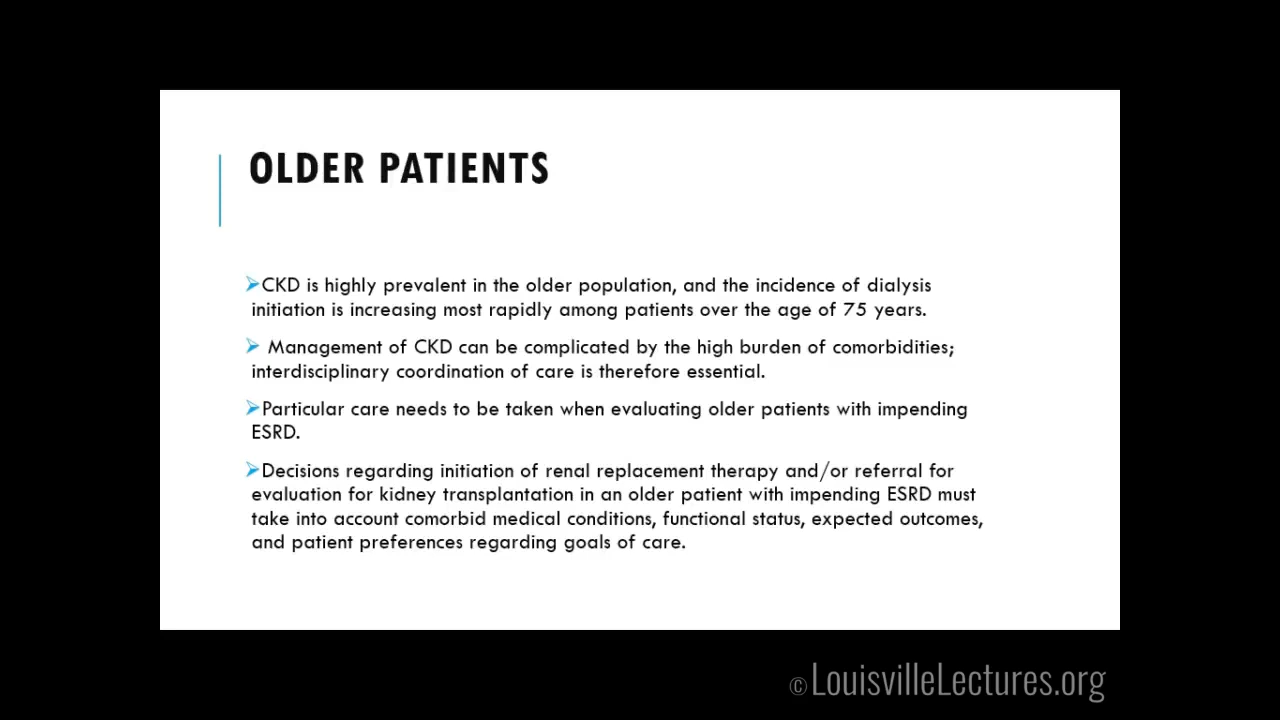 OLDER PATIENTS
➢CKD is highly prevalent in the older population, and the incidence of dialysis
initiation is increasing most rapidly among patients over the age of 75 years.
➢ Management of CKD can be complicated by the high burden of comorbidities;
interdisciplinary coordination of care is therefore essential.
➢Particular care needs to be taken when evaluating older patients with impending
ESRD.
➢Decisions regarding initiation of renal replacement therapy and/or referral for
evaluation for kidney transplantation in an older patient with impending ESRD must
take into account comorbid medical conditions, functional status, expected outcomes,
and patient preferences regarding goals of care.
© LouisvilleLectures.org